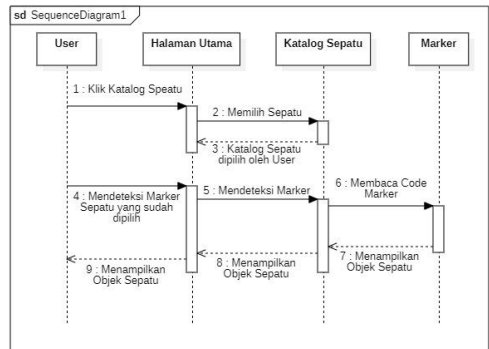 sd SequenceDiagram1
User
Halaman Utama
Katalog Sepatu
Marker
1 : Klik Katalog Speatu
2 : Memilih Sepatu
3 : Katalog Sepatu
dipilih oleh User
4 : Mendeteksi Marker
Sepatu yang sudah
dipilih
5 : Mendeteksi Marker
6 : Membaca Code
Marker
7 : Menampilkan
Objek Sepatu
8 : Menampilkan
Objek Sepatu
9 : Menampilkan
Objek Sepatu